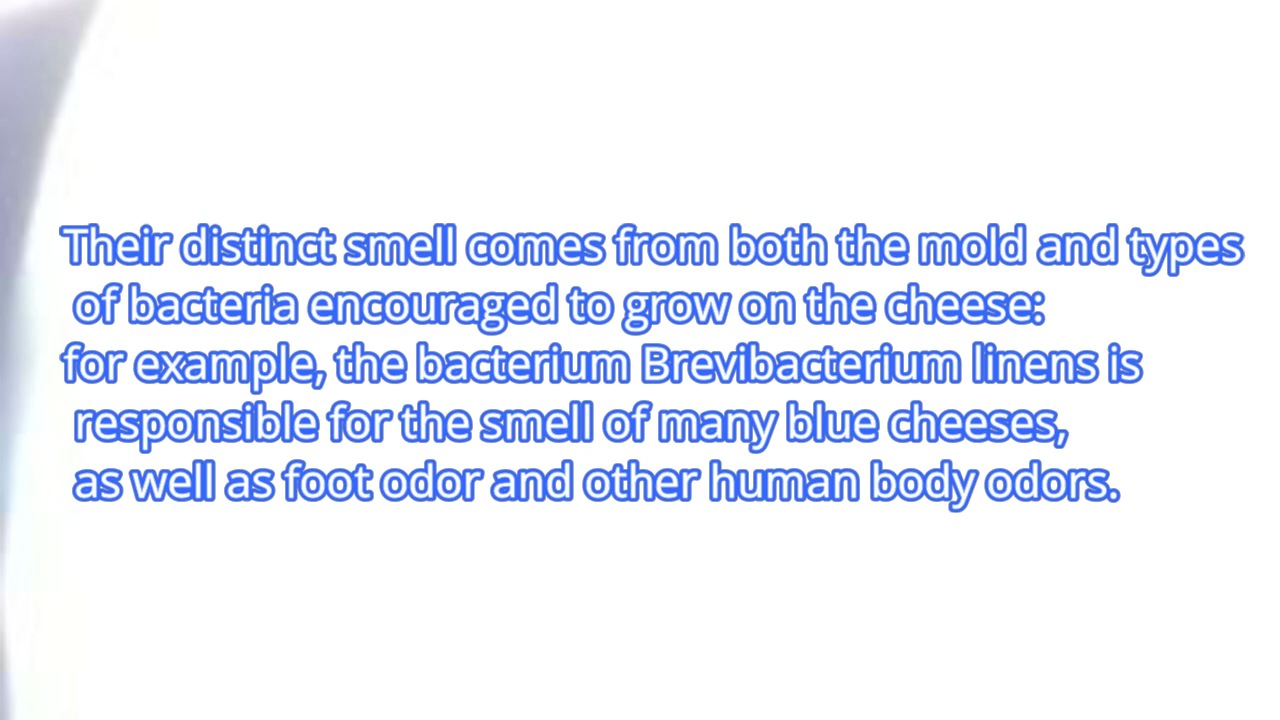 Their distinct smell comes from both the mold and types
of bacteria encouraged to grow on the cheese:
for example, the bacterium Brevibacterium linens is
responsible for the smell of many blue cheeses,
as well as foot odor and other human body odors.